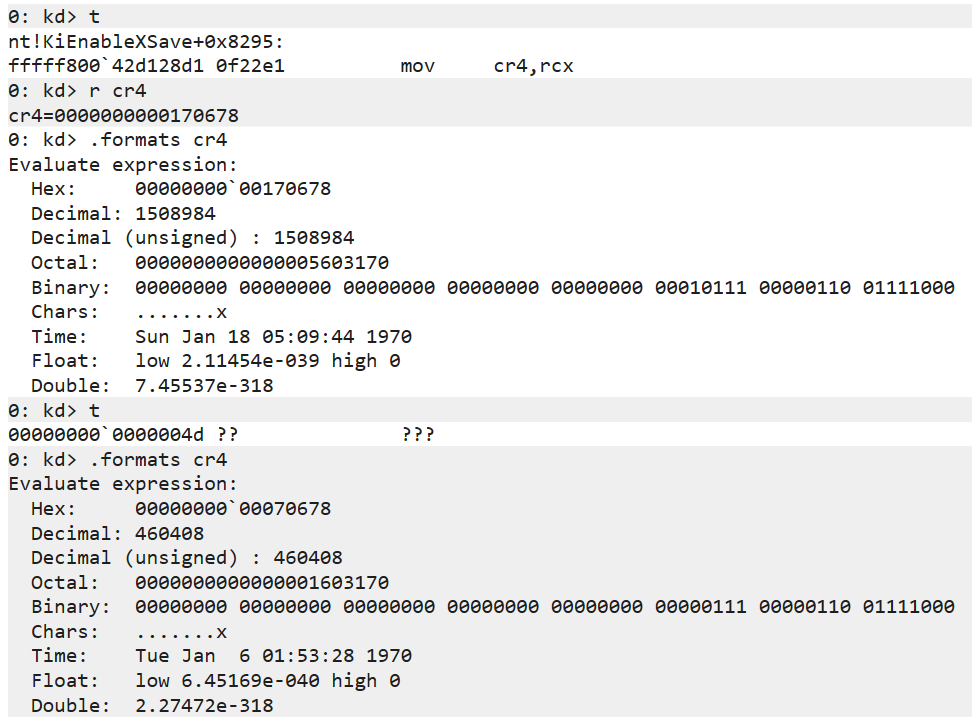 0: kd> t
nt!KiEnableXSave+0x8295:
fffff800`42d128d1 0f22e1          mov     cr4,rcx
0: kd> r cr4
cr4=0000000000170678
0: kd> .formats cr4
Evaluate expression:
  Hex:     00000000`00170678
  Decimal: 1508984
  Decimal (unsigned) : 1508984
  Octal:   0000000000000005603170
  Binary:  00000000 00000000 00000000 00000000 00000000 00010111 00000110 01111000
  Chars:   .......x
  Time:    Sun Jan 18 05:09:44 1970
  Float:   low 2.11454e-039 high 0
  Double:  7.45537e-318
0: kd> t
00000000`0000004d ??              ???
0: kd> .formats cr4
Evaluate expression:
  Hex:     00000000`00070678
  Decimal: 460408
  Decimal (unsigned) : 460408
  Octal:   0000000000000001603170
  Binary:  00000000 00000000 00000000 00000000 00000000 00000111 00000110 01111000
  Chars:   .......x
  Time:    Tue Jan  6 01:53:28 1970
  Float:   low 6.45169e-040 high 0
  Double:  2.27472e-318